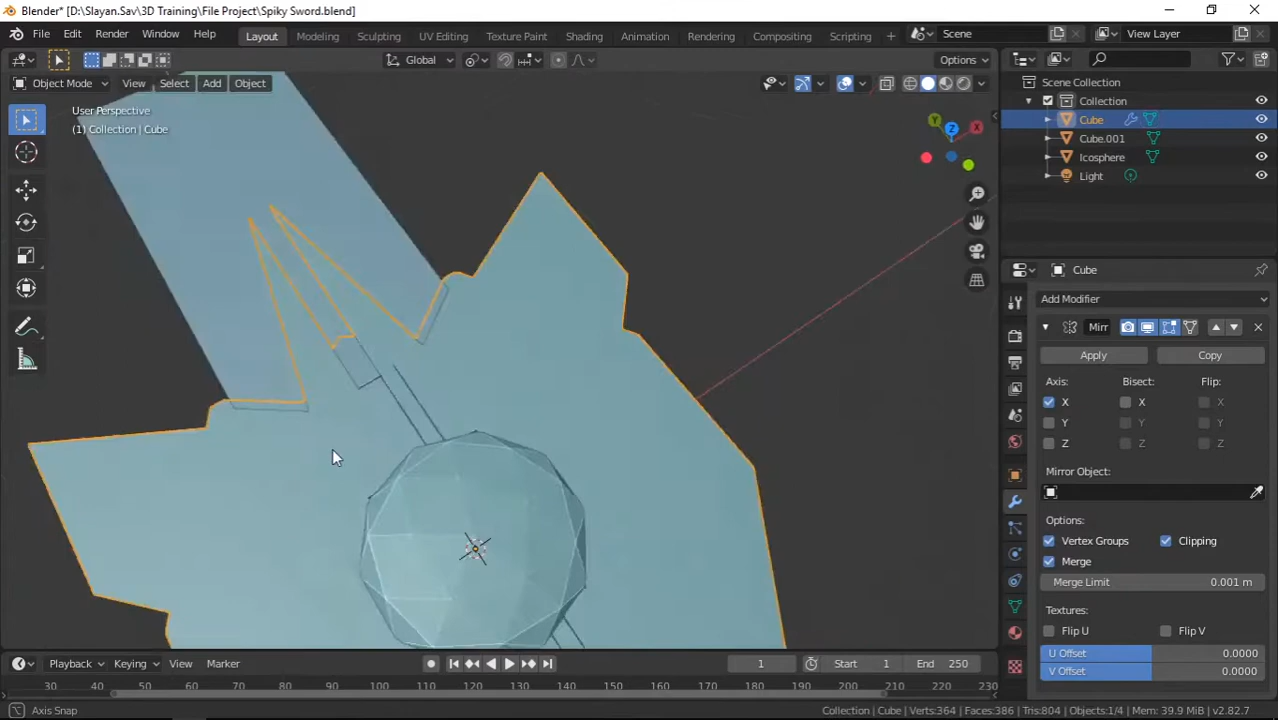 Blender* [D:\Slayan.Sav\3D Training\File Project\Spiky Sword.blend]
File Edit Render Window Help Layout Modeling Sculpting UV Editing Texture Paint Shading Animation Rendering Compositing Scripting + Scene View Layer
Global Options
Object Mode View Select Add Object
User Perspective
(1) Collection | Cube
Y Z X
Scene Collection
Collection
Cube
Cube.001
Icosphere
Light
Cube
Add Modifier
Mirr
Apply Copy
Axis: Bisect: Flip:
X X X
Y Y Y
Z Z Z
Mirror Object:
Options:
Vertex Groups Clipping
Merge
Merge Limit 0.001 m
Textures:
Flip U Flip V
U Offset 0.0000
V Offset 0.0000
Playback Keying View Marker 1 Start 1 End 250
30 40 50 60 70 80 90 100 110 120 130 140 150 160 170 180 190 200 210 220 230
Axis Snap Collection | Cube | Verts:364 | Faces:386 | Tris:804 | Objects:1/4 | Mem: 39.9 MiB | v2.82.7